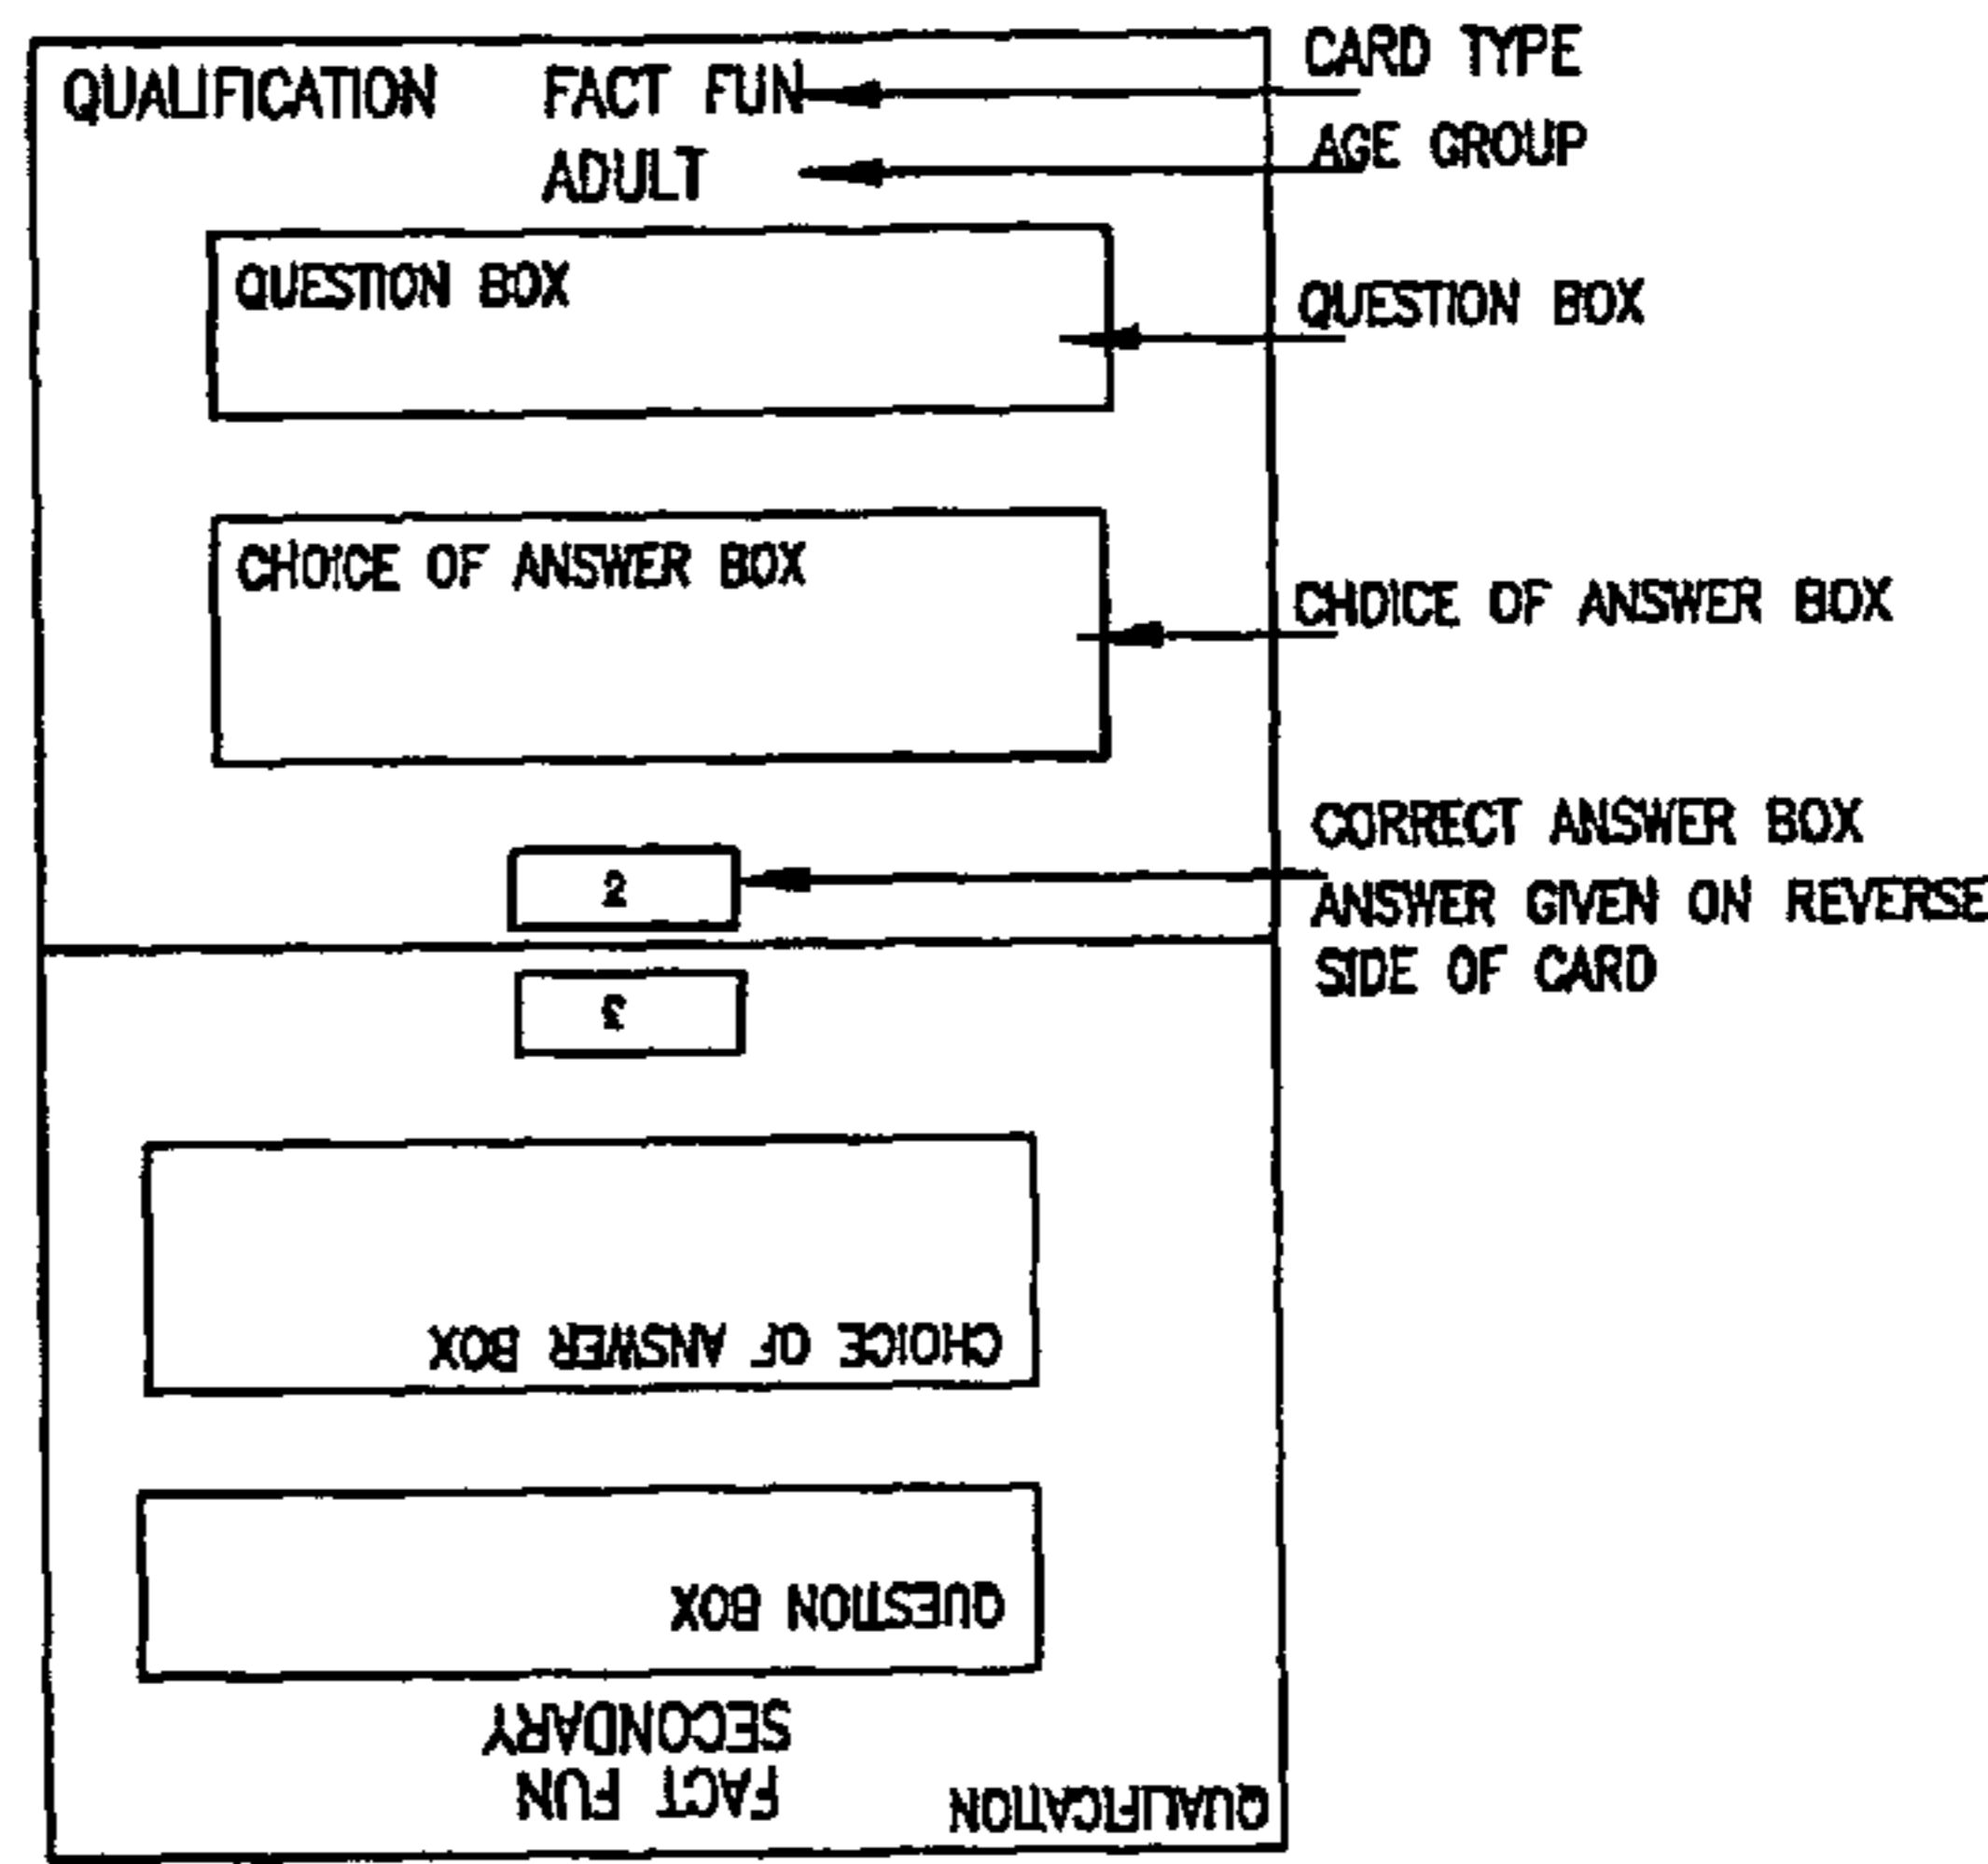 QUALIFICATION FACT FUN
ADULT
CARD TYPE
AGE GROUP
QUESTION BOX
QUESTION BOX
CHOICE OF ANSWER BOX
CHOICE OF ANSWER BOX
2
CORRECT ANSWER BOX
ANSWER GIVEN ON REVERSE
SIDE OF CARD
3
CHOICE OF ANSWER BOX
QUESTION BOX
SECONDARY
FACT FUN
QUALIFICATION